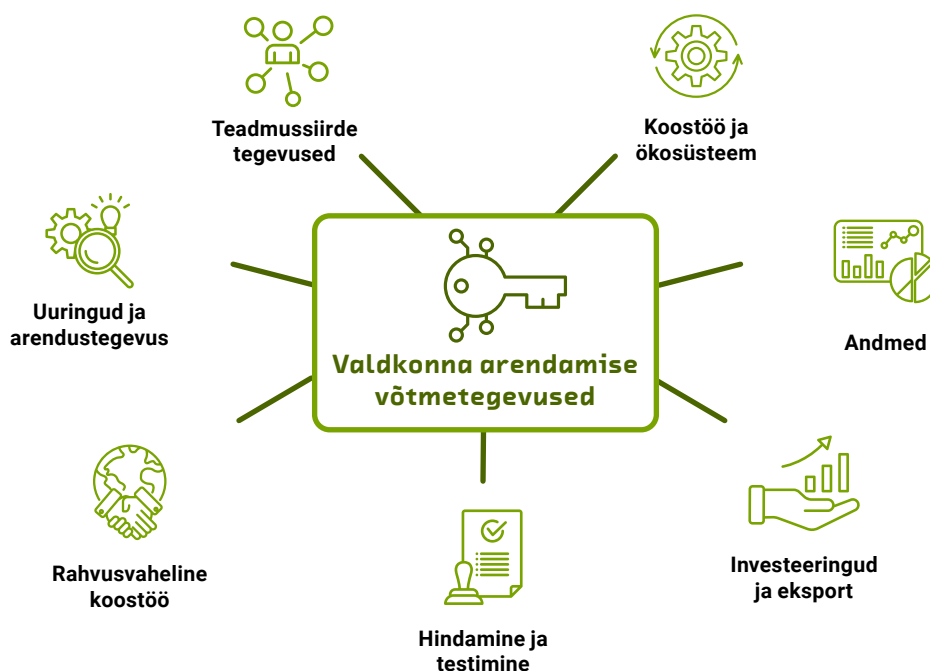 Teadmussiirde
tegevused
Koostöö ja
ökosüsteem
Uuringud ja
arendustegevus
Andmed
Valdkonna arendamise
võtmetegevused
Rahvusvaheline
koostöö
Investeeringud
ja eksport
Hindamine ja
testimine